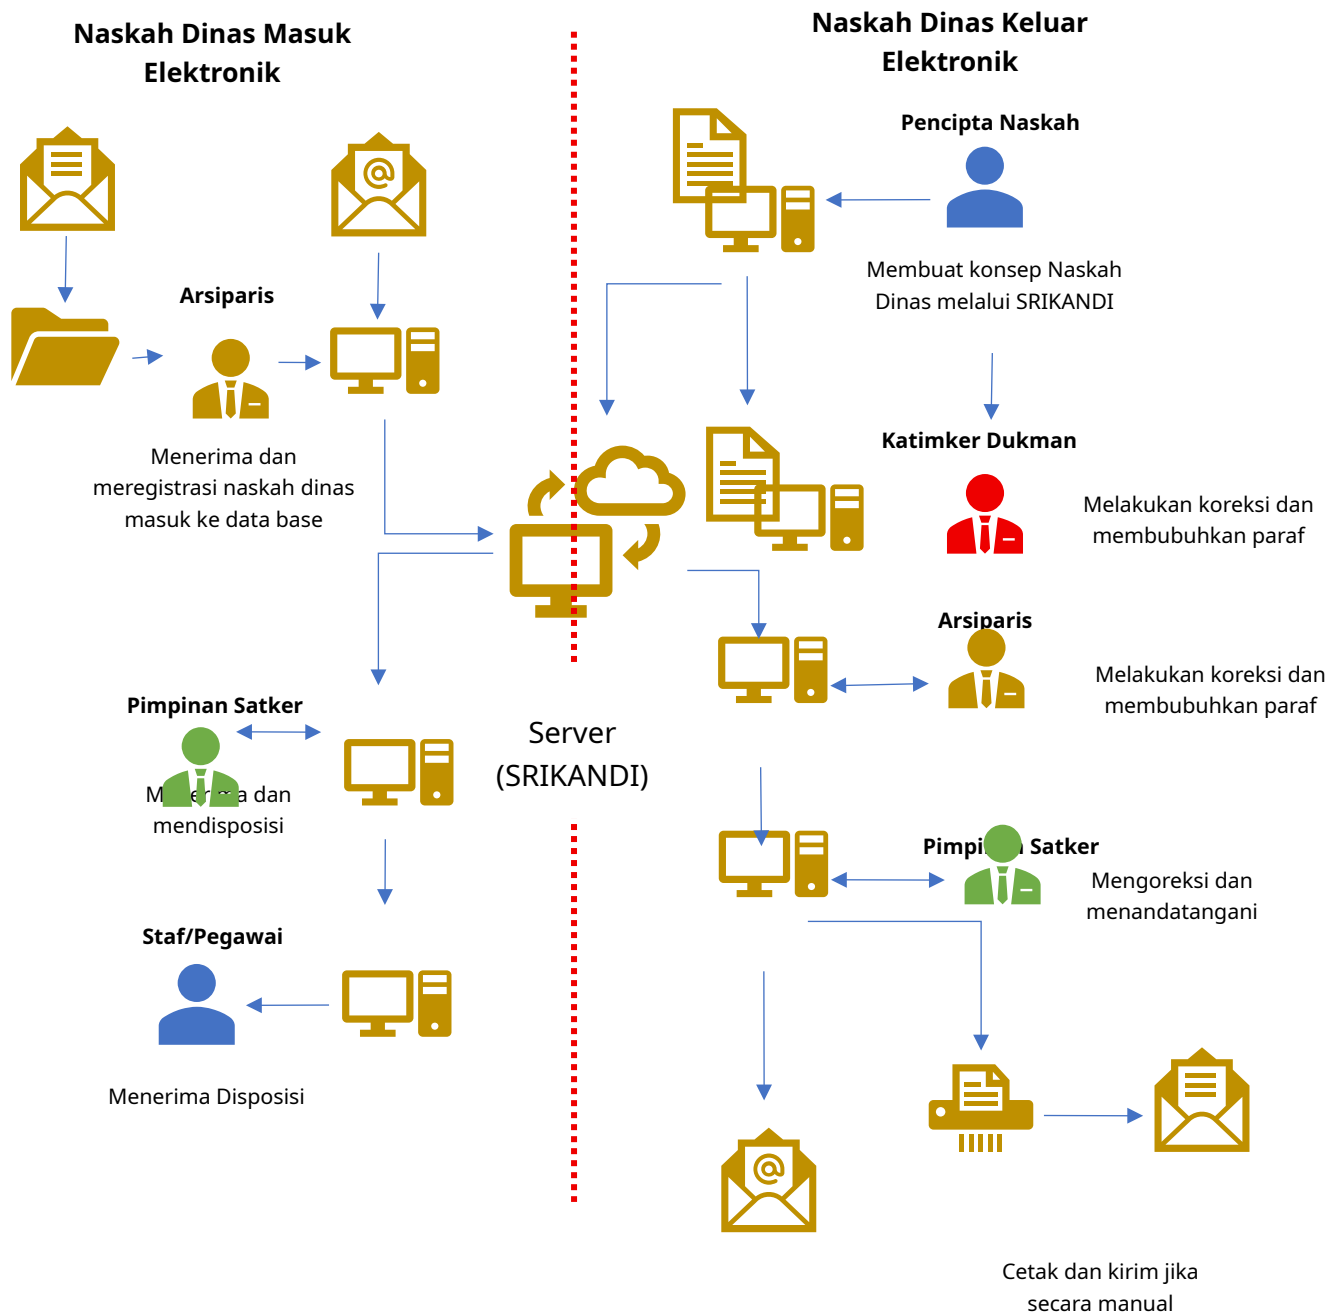 Naskah Dinas Masuk
Elektronik
Arsiparis
Menerima dan
meregistrasi naskah dinas
masuk ke data base
Pimpinan Satker
dan
mendisposisi
Staf/Pegawai
Menerima Disposisi
Server
(SRIKANDI)
Naskah Dinas Keluar
Elektronik
Pencipta Naskah
Membuat konsep Naskah
Dinas melalui SRIKANDI
Katimker Dukman
Melakukan koreksi dan
membubuhkan paraf
Arsiparis
Melakukan koreksi dan
membubuhkan paraf
Pimpinan Satker
Mengoreksi dan
menandatangani
Cetak dan kirim jika
secara manual